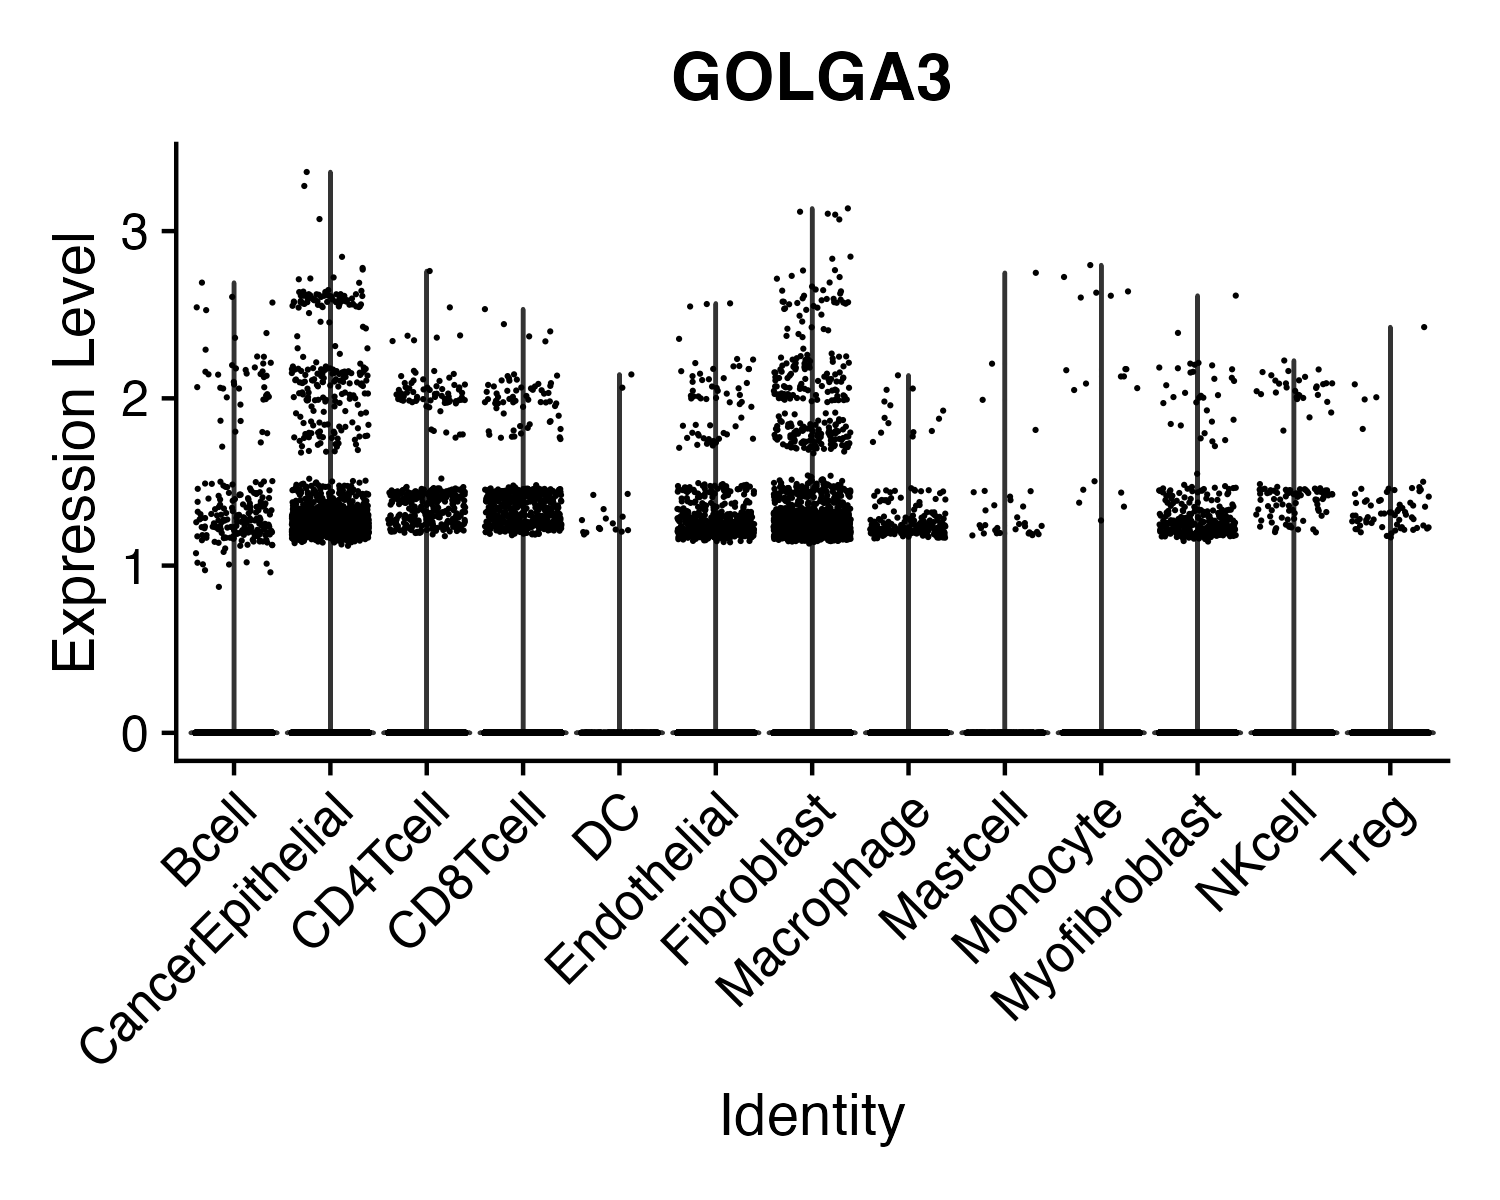 GOLGA3
Expression Level
3
2
1
0
Bcell
CancerEpithelial
CD4Tcell
CD8Tcell
DC
Endothelial
Fibroblast
Macrophage
Mastcell
Monocyte
Myofibroblast
NKcell
Treg
Identity